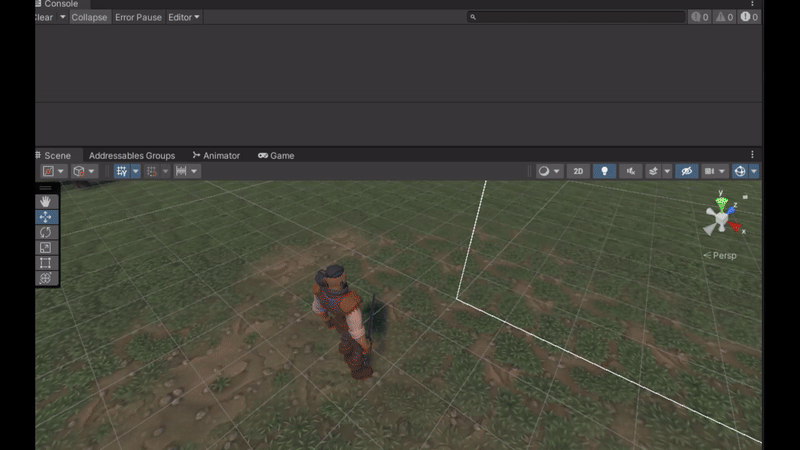 Console
Clear Collapse Error Pause Editor 0 0 0
Scene Addressables Groups Animator Game
2D
y
z
x
Persp